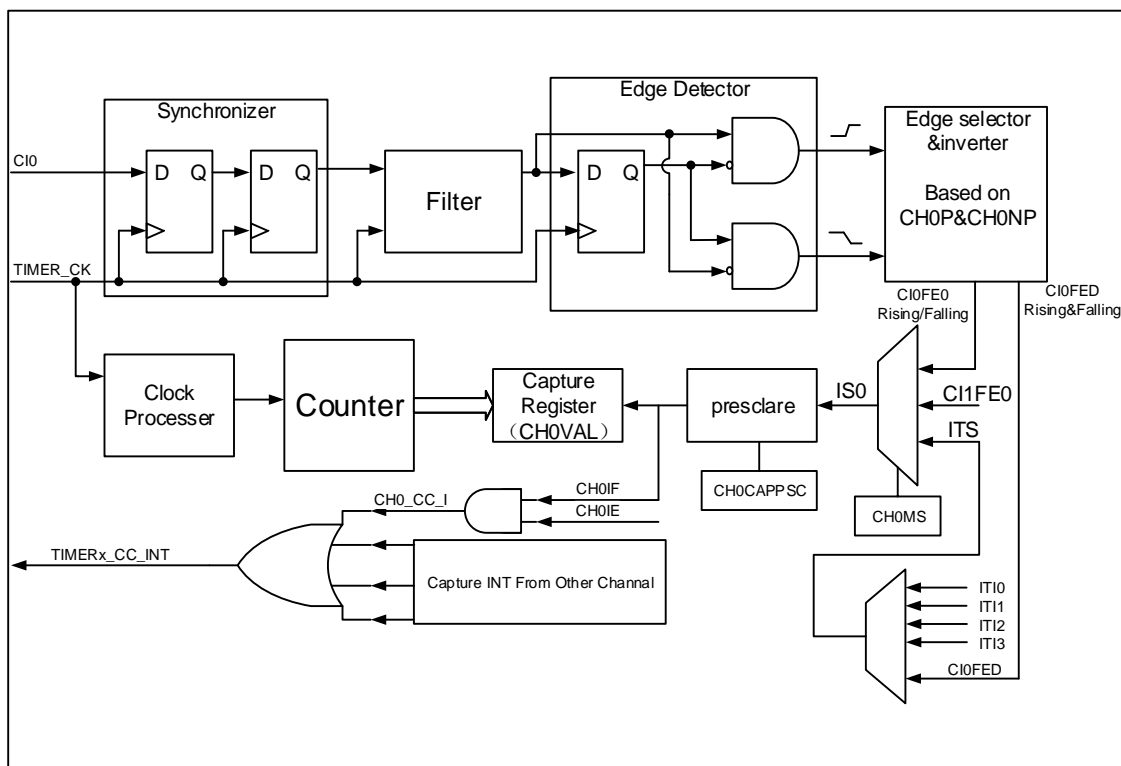 Edge Detector
Synchronizer
Edge selector
&inverter
Based on
CH0P&CH0NP
CI0
D Q
D Q
Filter
D Q
TIMER_CK
CI0FE0
Rising/Falling
CI0FED
Rising&Falling
Clock
Processer
Counter
Capture
Register
（CH0VAL）
presclare
IS0
CI1FE0
ITS
CH0CAPPSC
CH0MS
CH0_CC_I
CH0IF
CH0IE
TIMERx_CC_INT
Capture INT From Other Channal
ITI0
ITI1
ITI2
ITI3
CI0FED